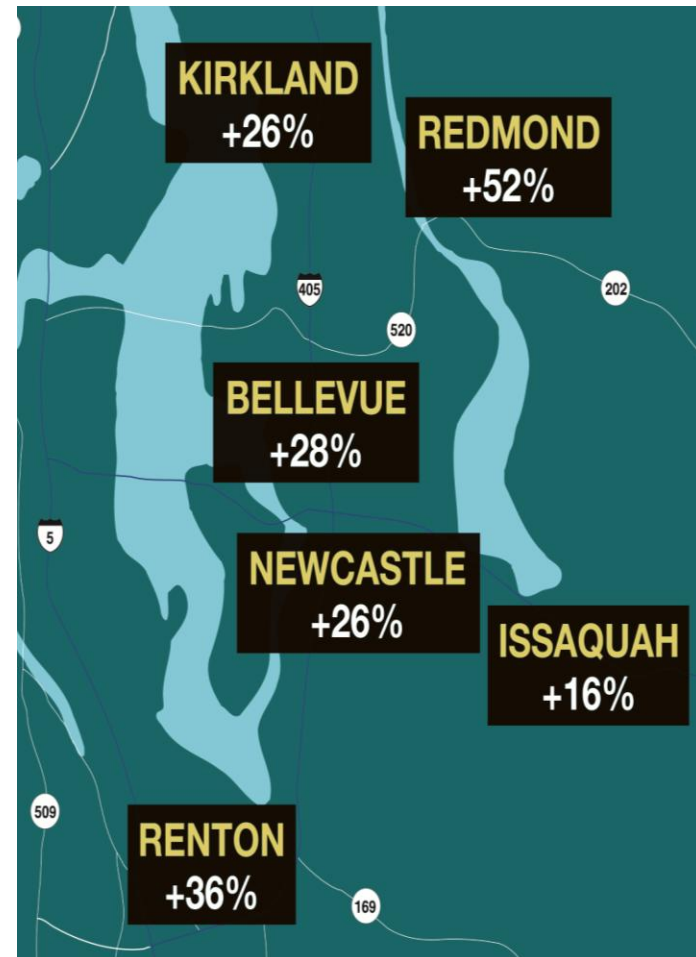 KIRKLAND
+26%
REDMOND
+52%
405
202
520
BELLEVUE
+28%
5
NEWCASTLE
+26%
ISSAQUAH
+16%
509
RENTON
+36%
169